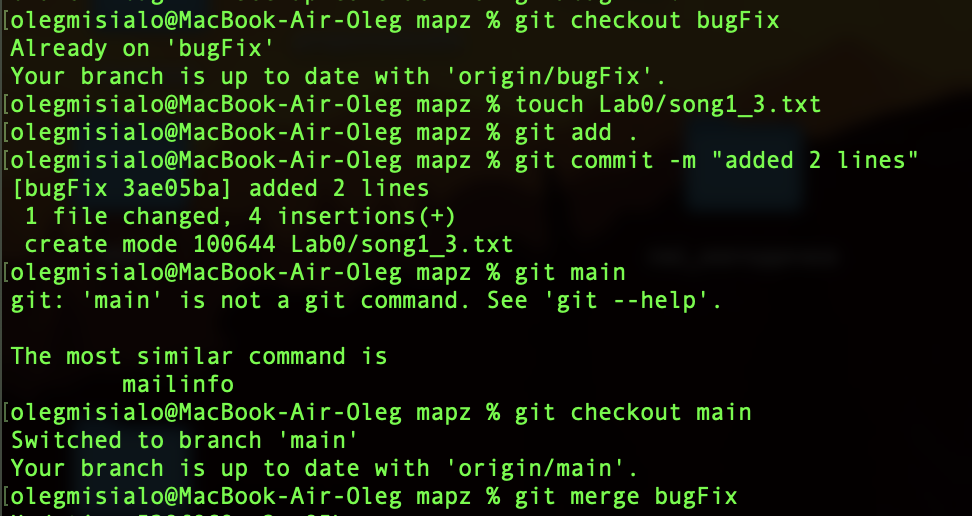 [olegmisialo@MacBook-Air-Oleg mapz % git checkout bugFix
Already on 'bugFix'
Your branch is up to date with 'origin/bugFix'.
[olegmisialo@MacBook-Air-Oleg mapz % touch Lab0/song1_3.txt
[olegmisialo@MacBook-Air-Oleg mapz % git add .
[olegmisialo@MacBook-Air-Oleg mapz % git commit -m "added 2 lines"
[bugFix 3ae05ba] added 2 lines
 1 file changed, 4 insertions(+)
 create mode 100644 Lab0/song1_3.txt
[olegmisialo@MacBook-Air-Oleg mapz % git main
git: 'main' is not a git command. See 'git --help'.

The most similar command is
        mailinfo
[olegmisialo@MacBook-Air-Oleg mapz % git checkout main
Switched to branch 'main'
Your branch is up to date with 'origin/main'.
[olegmisialo@MacBook-Air-Oleg mapz % git merge bugFix